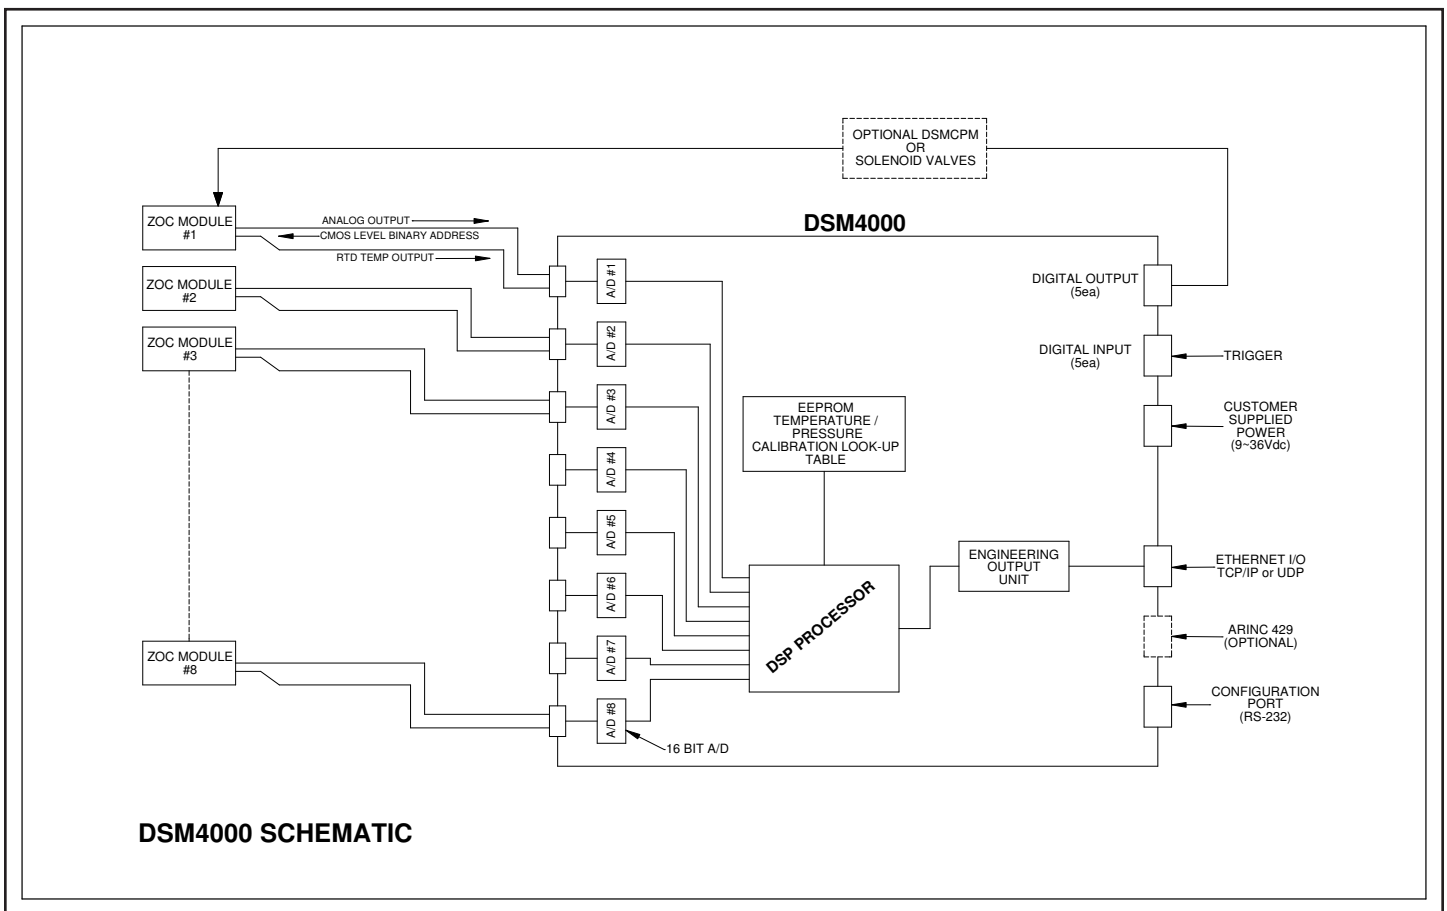 OPTIONAL DSMCPM
OR
SOLENOID VALVES
ZOC MODULE
#1
ANALOG OUTPUT
CMOS LEVEL BINARY ADDRESS
RTD TEMP OUTPUT
DSM4000
ZOC MODULE
#2
ZOC MODULE
#3
ZOC MODULE
#8
A/D #1
A/D #2
A/D #3
A/D #4
A/D #5
A/D #6
A/D #7
A/D #8
16 BIT A/D
EEPROM
TEMPERATURE /
PRESSURE
CALIBRATION LOOK-UP
TABLE
DSP PROCESSOR
ENGINEERING
OUTPUT
UNIT
DIGITAL OUTPUT
(5ea)
DIGITAL INPUT
(5ea)
TRIGGER
CUSTOMER
SUPPLIED
POWER
(9~36Vdc)
ETHERNET I/O
TCP/IP or UDP
ARINC 429
(OPTIONAL)
CONFIGURATION
PORT
(RS-232)
DSM4000 SCHEMATIC